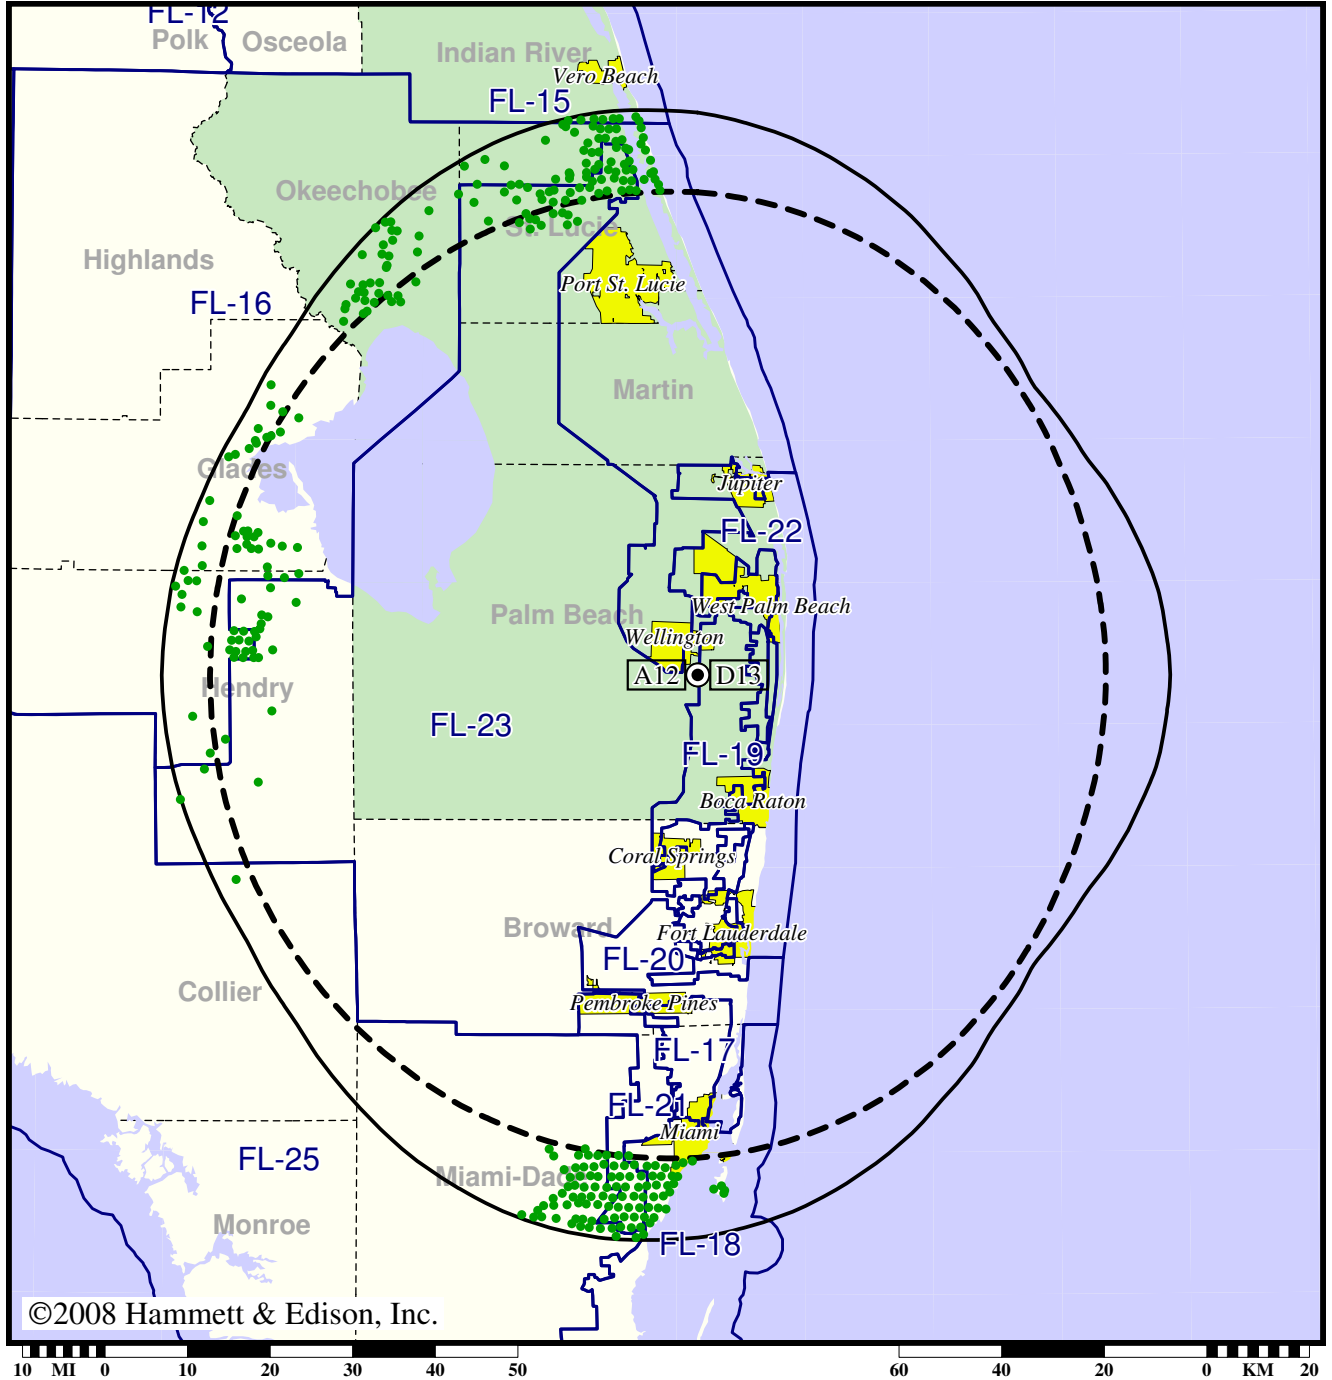 FL-12
Polk
Osceola
Indian River
Vero Beach
FL-15
Okeechobee
St. Lucie
Highlands
FL-16
Port St. Lucie
Martin
Glades
Jupiter
FL-22
Palm Beach
West Palm Beach
Wellington
A12
D13
Hendry
FL-23
FL-19
Boca Raton
Coral Springs
Broward
Fort Lauderdale
FL-20
Collier
Pembroke Pines
FL-17
FL-21
Miami
FL-25
Miami-Dade
Monroe
FL-18
©2008 Hammett & Edison, Inc.
10 MI 0 10 20 30 40 50
60 40 20 0 KM 20